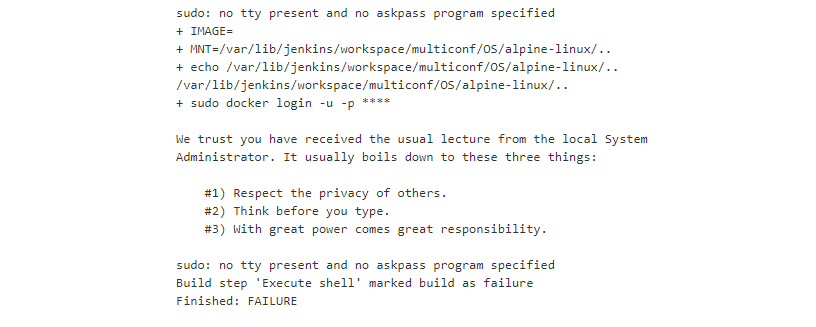 sudo: no tty present and no askpass program specified
+ IMAGE=
+ MNT=/var/lib/jenkins/workspace/multiconf/OS/alpine-linux/..
+ echo /var/lib/jenkins/workspace/multiconf/OS/alpine-linux/..
/var/lib/jenkins/workspace/multiconf/OS/alpine-linux/..
+ sudo docker login -u -p ****

We trust you have received the usual lecture from the local System
Administrator. It usually boils down to these three things:

    #1) Respect the privacy of others.
    #2) Think before you type.
    #3) With great power comes great responsibility.

sudo: no tty present and no askpass program specified
Build step 'Execute shell' marked build as failure
Finished: FAILURE